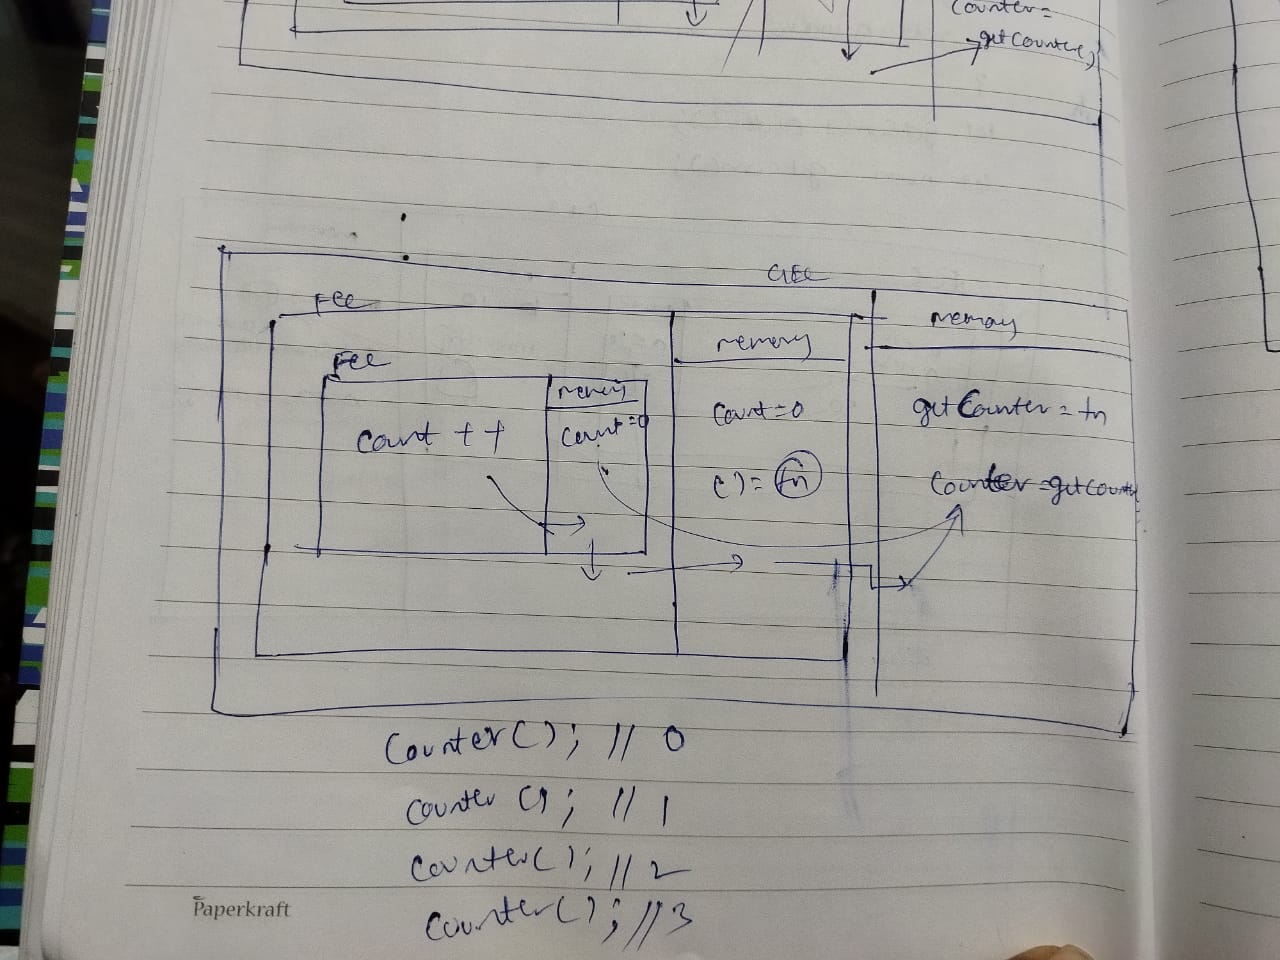 Counter=
getCounter()
GEC
FEC
memory
memory
FEC
memory
Count=0
getCounter=fn
Count++
Count=0
()=fn
Counter=getCounte
Counter(); // 0
Counter(); // 1
Counter(); // 2
Counter(); // 3
Paperkraft